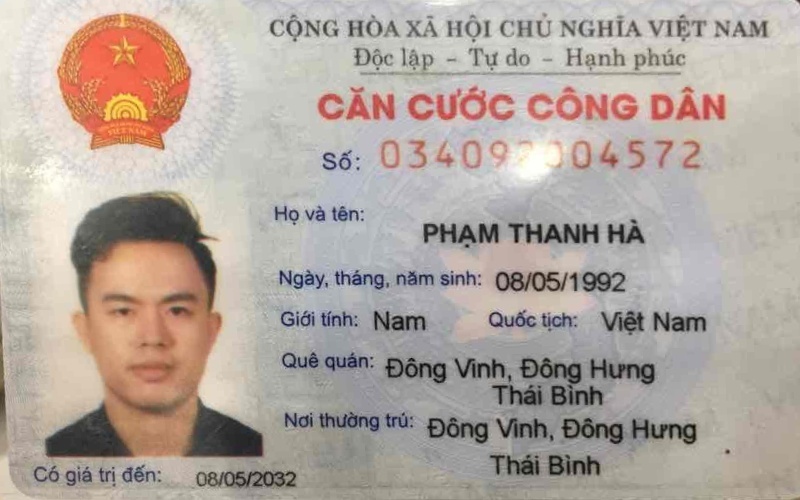 CỘNG HÒA XÃ HỘI CHỦ NGHĨA VIỆT NAM
Độc lập - Tự do - Hạnh phúc
CĂN CƯỚC CÔNG DÂN
Số: 034092004572
Họ và tên:
PHẠM THANH HÀ
Ngày, tháng, năm sinh: 08/05/1992
Giới tính: Nam Quốc tịch: Việt Nam
Quê quán: Đông Vinh, Đông Hưng
Thái Bình
Nơi thường trú: Đông Vinh, Đông Hưng
Thái Bình
Có giá trị đến: 08/05/2032
VIỆT NAM